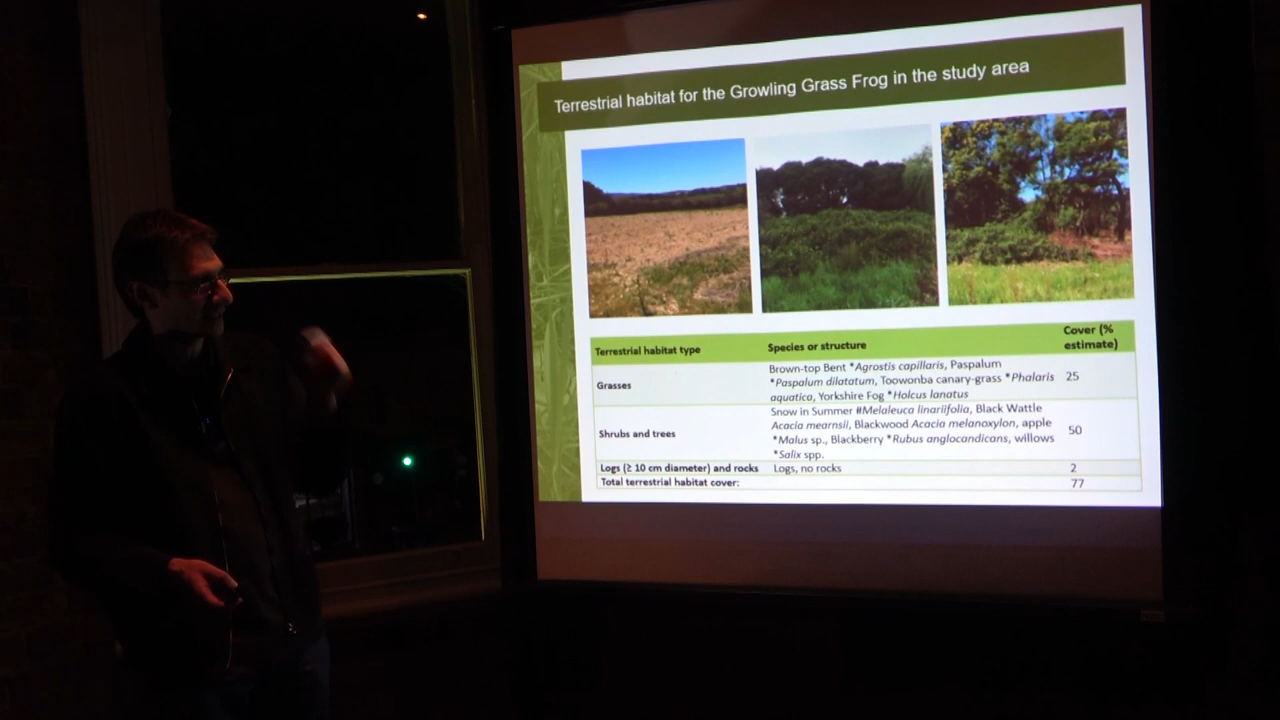 Terrestrial habitat for the Growling Grass Frog in the study area
Terrestrial habitat type Species or structure Cover (% estimate)
Grasses Brown-top Bent *Agrostis capillaris, Paspalum
*Paspalum dilatatum, Toowonba canary-grass *Phalaris
aquatica, Yorkshire Fog *Holcus lanatus 25
Shrubs and trees Snow in Summer #Melaleuca linariifolia, Black Wattle
Acacia mearnsii, Blackwood Acacia melanoxylon, apple
*Malus sp., Blackberry *Rubus anglocandicans, willows
*Salix spp. 50
Logs (≥ 10 cm diameter) and rocks Logs, no rocks 2
Total terrestrial habitat cover: 77